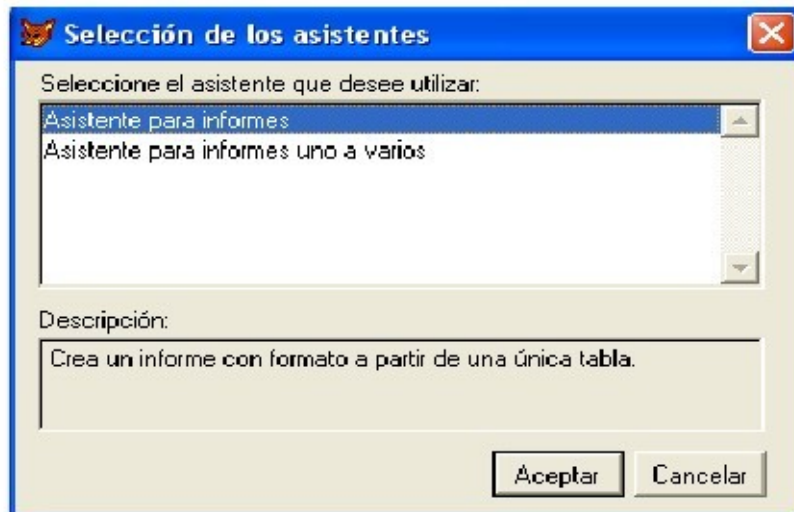 Selección de los asistentes
Seleccione el asistente que desee utilizar:
Asistente para informes
Asistente para informes uno a varios
Descripción:
Crea un informe con formato a partir de una única tabla.
Aceptar Cancelar